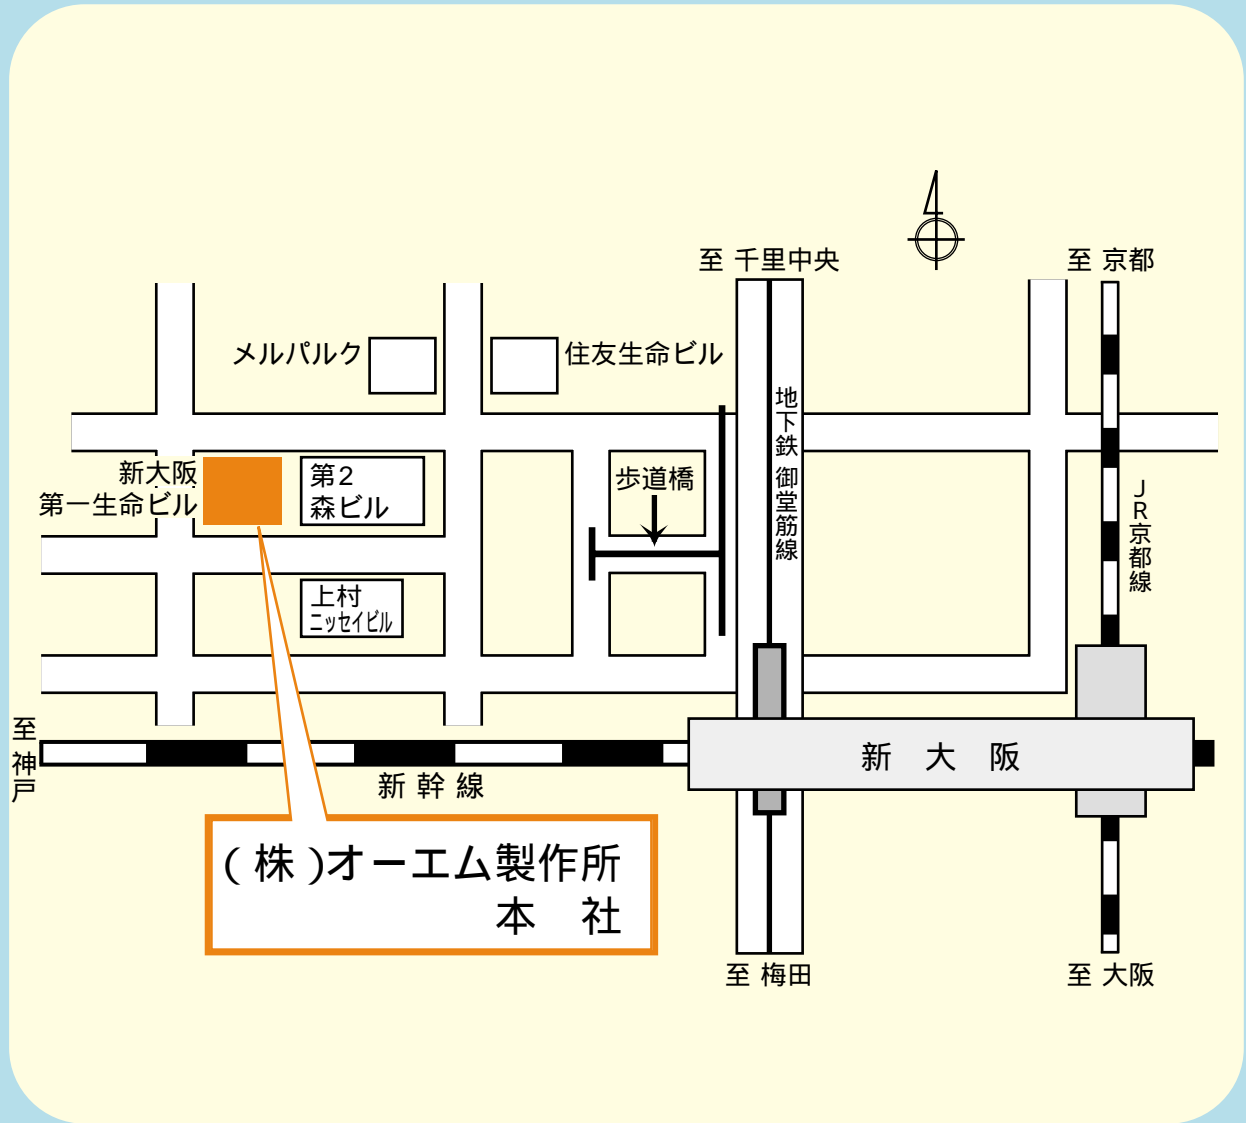 至 千里中央
至 京都
メルパルク
住友生命ビル
地下鉄 御堂筋線
新大阪
第一生命ビル
第2
森ビル
歩道橋
JR京都線
上村
ニッセイビル
至 神戸
新 幹 線
新 大 阪
(株)オーエム製作所
本 社
至 梅田
至 大阪